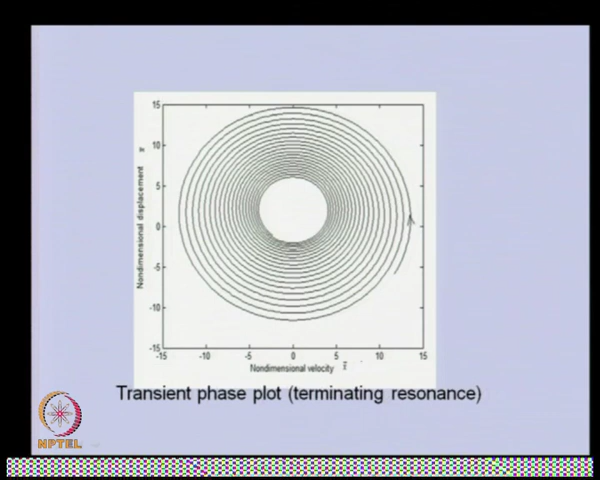 15
10
5
0
-5
-10
-15
-15 -10 -5 0 5 10 15
Nondimensional displacement
Nondimensional velocity
Transient phase plot (terminating resonance)
NPTEL